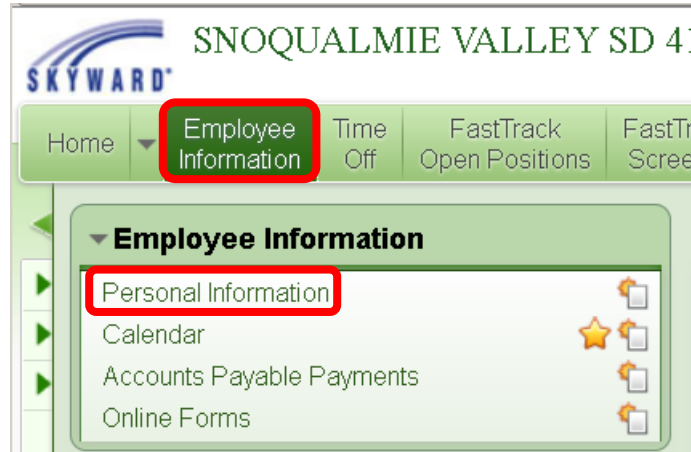 SNOQUALMIE VALLEY SD 41
SKYWARD
Home
Employee Information
Time Off
FastTrack Open Positions
Employee Information
Personal Information
Calendar
Accounts Payable Payments
Online Forms